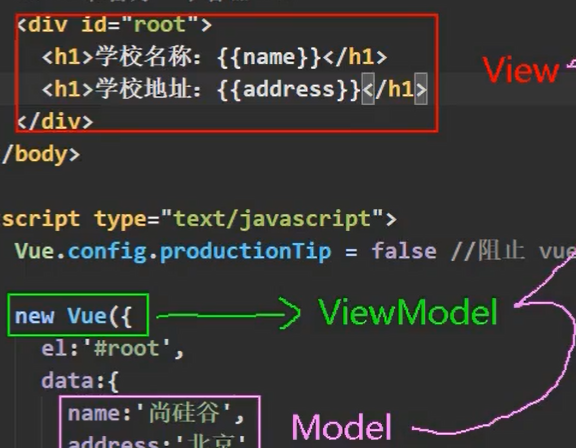 <div id="root">
<h1>学校名称：{{name}}</h1>
<h1>学校地址：{{address}}</h1>
View
</div>
/body>
script type="text/javascript">
Vue.config.productionTip = false //阻止 vue
new Vue({
ViewModel
el:'#root',
data:{
name:'尚硅谷',
Model
address:'北京'